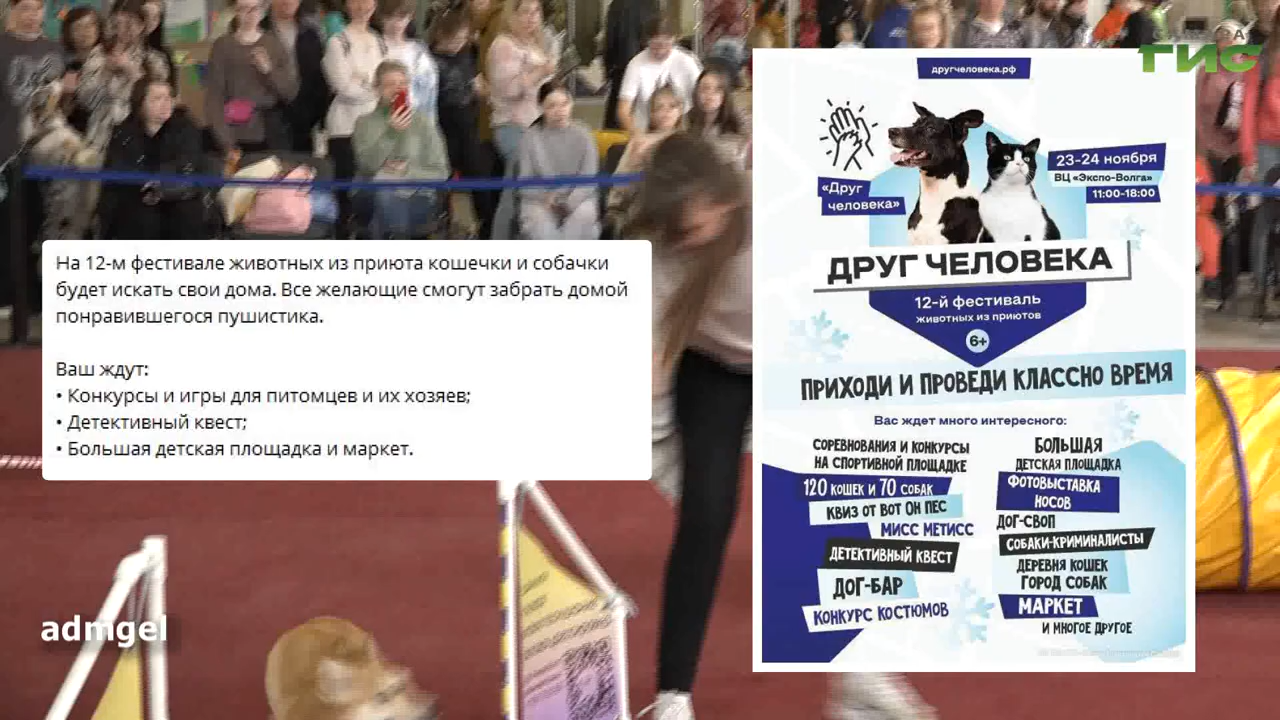 ТИС
На 12-м фестивале животных из приюта кошечки и собачки
будет искать свои дома. Все желающие смогут забрать домой
понравившегося пушистика.
Ваш ждут:
• Конкурсы и игры для питомцев и их хозяев;
• Детективный квест;
• Большая детская площадка и маркет.
admgel
другчеловека.рф
«Друг
человека»
23-24 ноября
ВЦ «Экспо-Волга»
11:00-18:00
ДРУГ ЧЕЛОВЕКА
12-й фестиваль
животных из приютов
6+
ПРИХОДИ И ПРОВЕДИ КЛАССНО ВРЕМЯ
Вас ждет много интересного:
СОРЕВНОВАНИЯ И КОНКУРСЫ
НА СПОРТИВНОЙ ПЛОЩАДКЕ
120 КОШЕК И 70 СОБАК
КВИЗ ОТ ВОТ ОН ПЕС
МИСС МЕТИСС
ДЕТЕКТИВНЫЙ КВЕСТ
ДОГ-БАР
КОНКУРС КОСТЮМОВ
БОЛЬШАЯ
ДЕТСКАЯ ПЛОЩАДКА
ФОТОВЫСТАВКА
НОСОВ
ДОГ-СВОП
СОБАКИ-КРИМИНАЛИСТЫ
ДЕРЕВНЯ КОШЕК
ГОРОД СОБАК
МАРКЕТ
И МНОГОЕ ДРУГОЕ